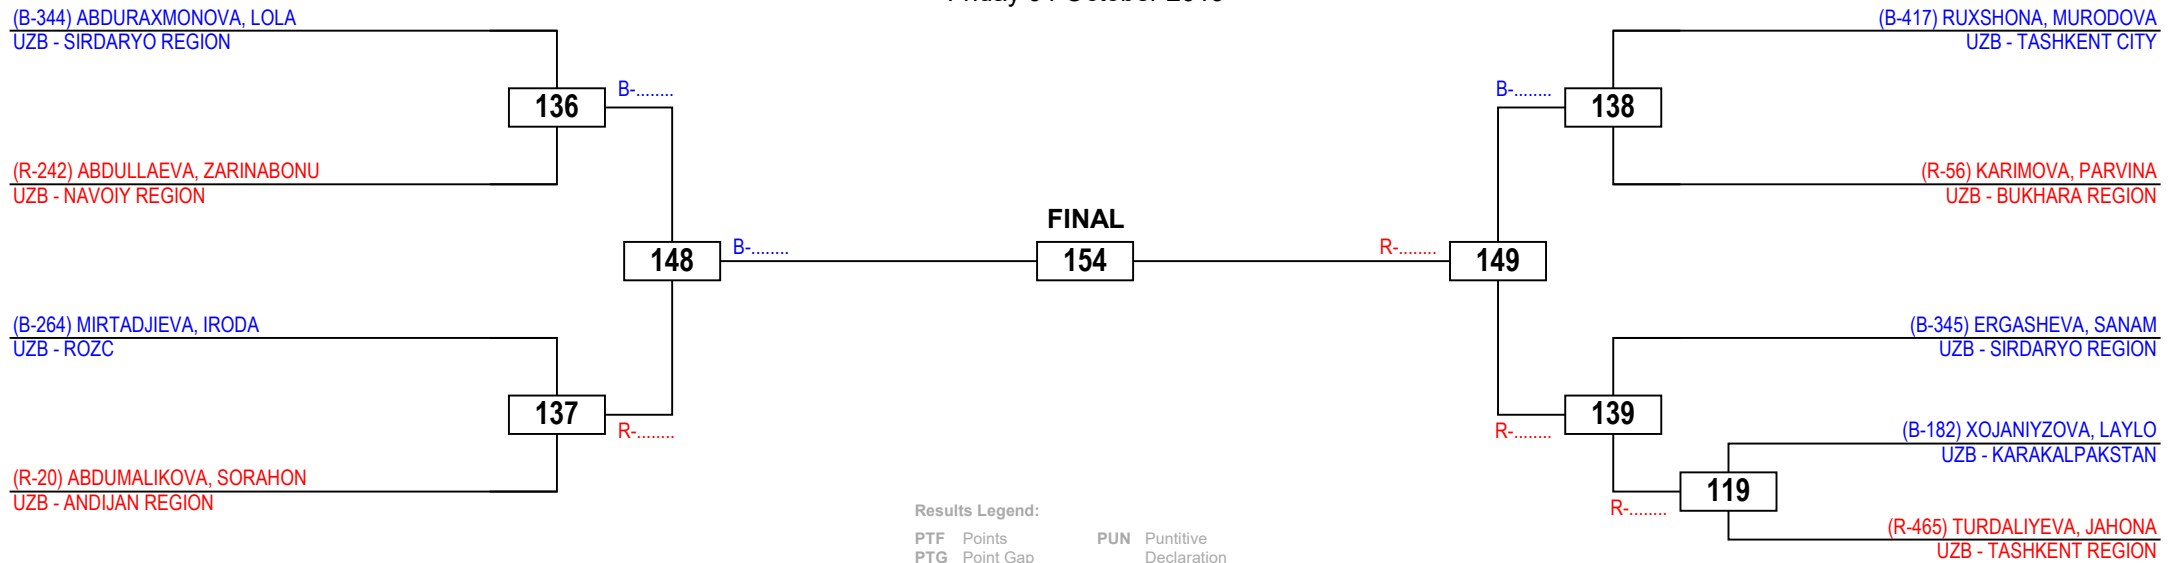 (B-344) ABDURAXMONOVA, LOLA
UZB - SIRDARYO REGION
136
B-........
(R-242) ABDULLAEVA, ZARINABONU
UZB - NAVOIY REGION
148
B-........
(B-264) MIRTADJIEVA, IRODA
UZB - ROZC
137
R-........
(R-20) ABDUMALIKOVA, SORAHON
UZB - ANDIJAN REGION
FINAL
154
(B-417) RUXSHONA, MURODOVA
UZB - TASHKENT CITY
B-........
138
(R-56) KARIMOVA, PARVINA
UZB - BUKHARA REGION
R-........
149
(B-345) ERGASHEVA, SANAM
UZB - SIRDARYO REGION
R-........
139
(B-182) XOJANIYZOVA, LAYLO
UZB - KARAKALPAKSTAN
R-........
119
(R-465) TURDALIYEVA, JAHONA
UZB - TASHKENT REGION
Results Legend:
PTF Points
PTG Point Gap
PUN Puntitive
Declaration